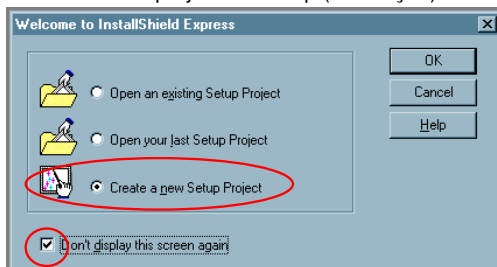 Welcome to InstallShield Express
OK
Open an existing Setup Project
Cancel
Open your last Setup Project
Help
Create a new Setup Project
Don't display this screen again